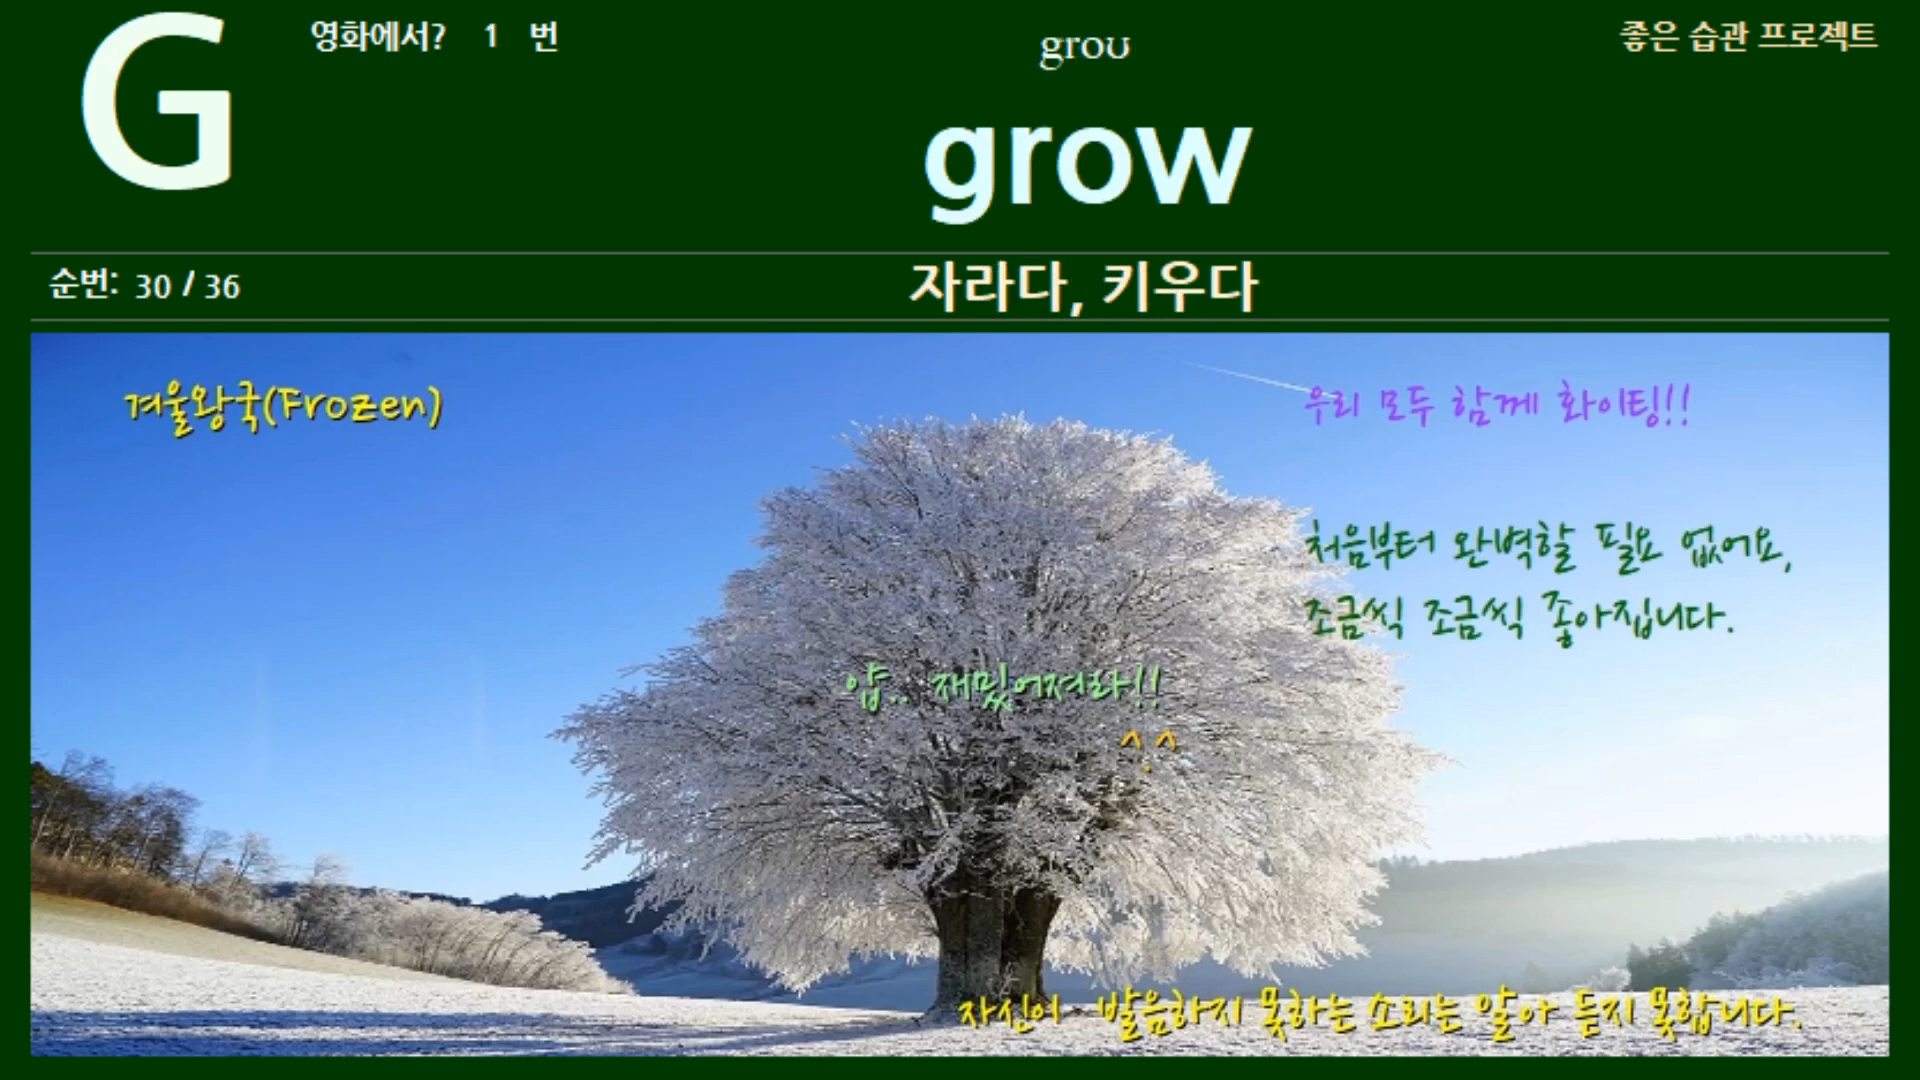 G
영화에서? 1 번
groʊ
좋은 습관 프로젝트
grow
순번: 30 / 36
자라다, 키우다
겨울왕국(Frozen)
우리 모두 함께 화이팅!!
처음부터 완벽할 필요 없어요,
조금씩 조금씩 좋아집니다.
얍.. 재밌어져라!!
^.^
자신이 발음하지 못하는 소리는 알아 듣지 못합니다.